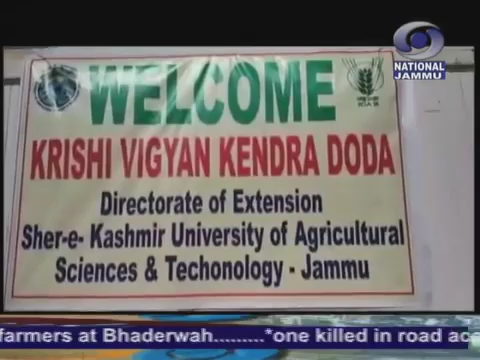 NATIONAL
JAMMU
WELCOME
KRISHI VIGYAN KENDRA DODA
Directorate of Extension
Sher-e- Kashmir University of Agricultural
Sciences & Techonology - Jammu
farmers at Bhaderwah.........*one killed in road acc